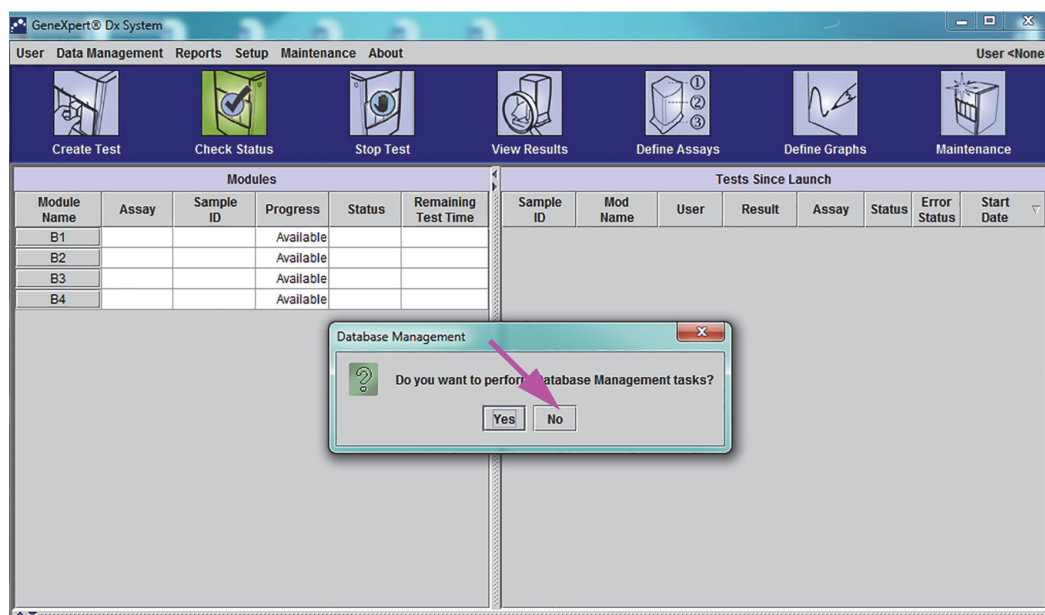 GeneXpert® Dx System
User Data Management Reports Setup Maintenance About User <None
Create Test Check Status Stop Test View Results Define Assays Define Graphs Maintenance
Modules
Module Name Assay Sample ID Progress Status Remaining Test Time
B1 Available
B2 Available
B3 Available
B4 Available
Tests Since Launch
Sample ID Mod Name User Result Assay Status Error Status Start Date
Database Management
Do you want to perform Database Management tasks?
Yes No